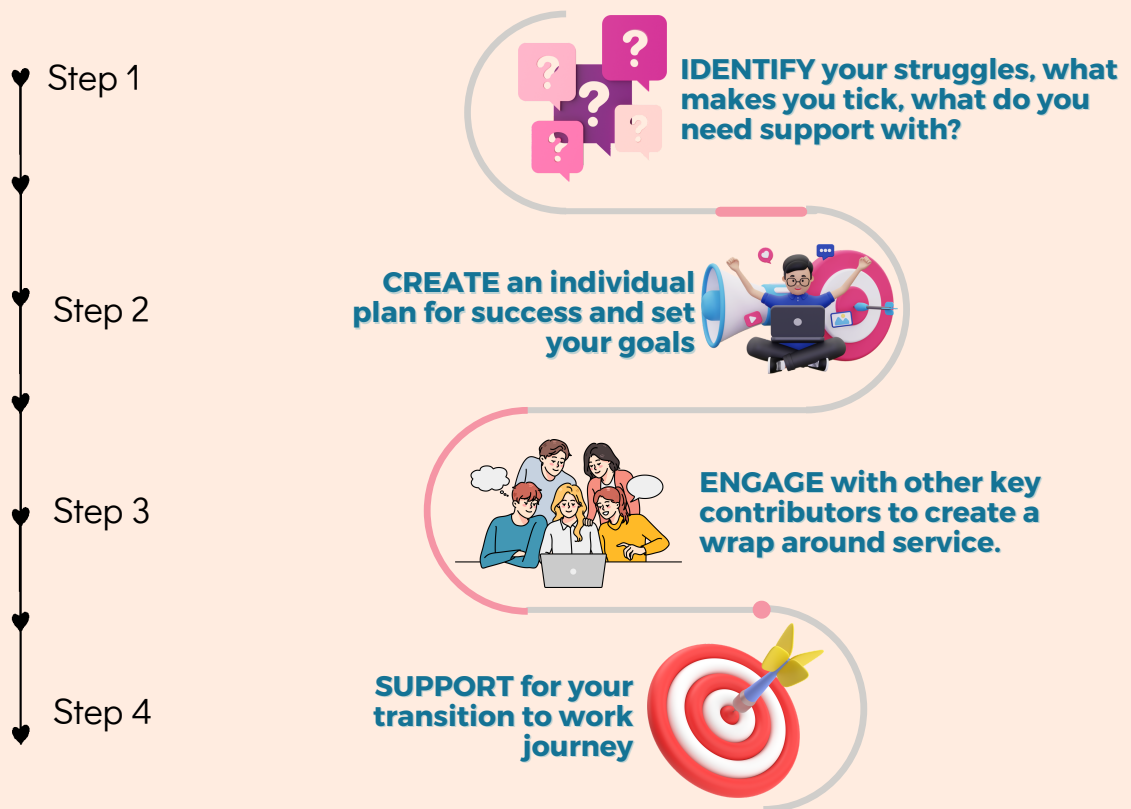 Step 1
IDENTIFY your struggles, what
makes you tick, what do you
need support with?
Step 2
CREATE an individual
plan for success and set
your goals
Step 3
ENGAGE with other key
contributors to create a
wrap around service.
Step 4
SUPPORT for your
transition to work
journey